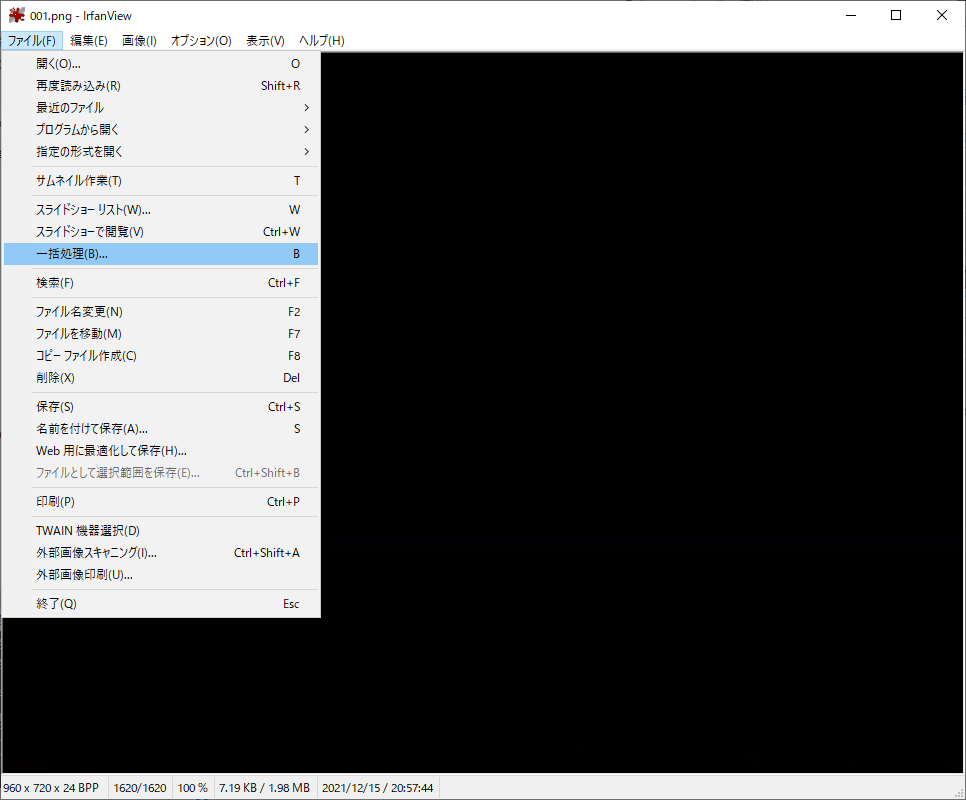 001.png - IrfanView
ファイル(F) 編集(E) 画像(I) オプション(O) 表示(V) ヘルプ(H)
開く(O)... O
再度読み込み(R) Shift+R
最近のファイル
プログラムから開く
指定の形式を開く
サムネイル作業(T) T
スライドショー リスト(W)... W
スライドショーで閲覧(V) Ctrl+W
一括処理(B)... B
検索(F) Ctrl+F
ファイル名変更(N) F2
ファイルを移動(M) F7
コピー ファイル作成(C) F8
削除(X) Del
保存(S) Ctrl+S
名前を付けて保存(A)... S
Web 用に最適化して保存(H)...
ファイルとして選択範囲を保存(E)... Ctrl+Shift+B
印刷(P) Ctrl+P
TWAIN 機器選択(D)
外部画像スキャニング(I)... Ctrl+Shift+A
外部画像印刷(U)...
終了(Q) Esc
960 x 720 x 24 BPP 1620/1620 100 % 7.19 KB / 1.98 MB 2021/12/15 / 20:57:44